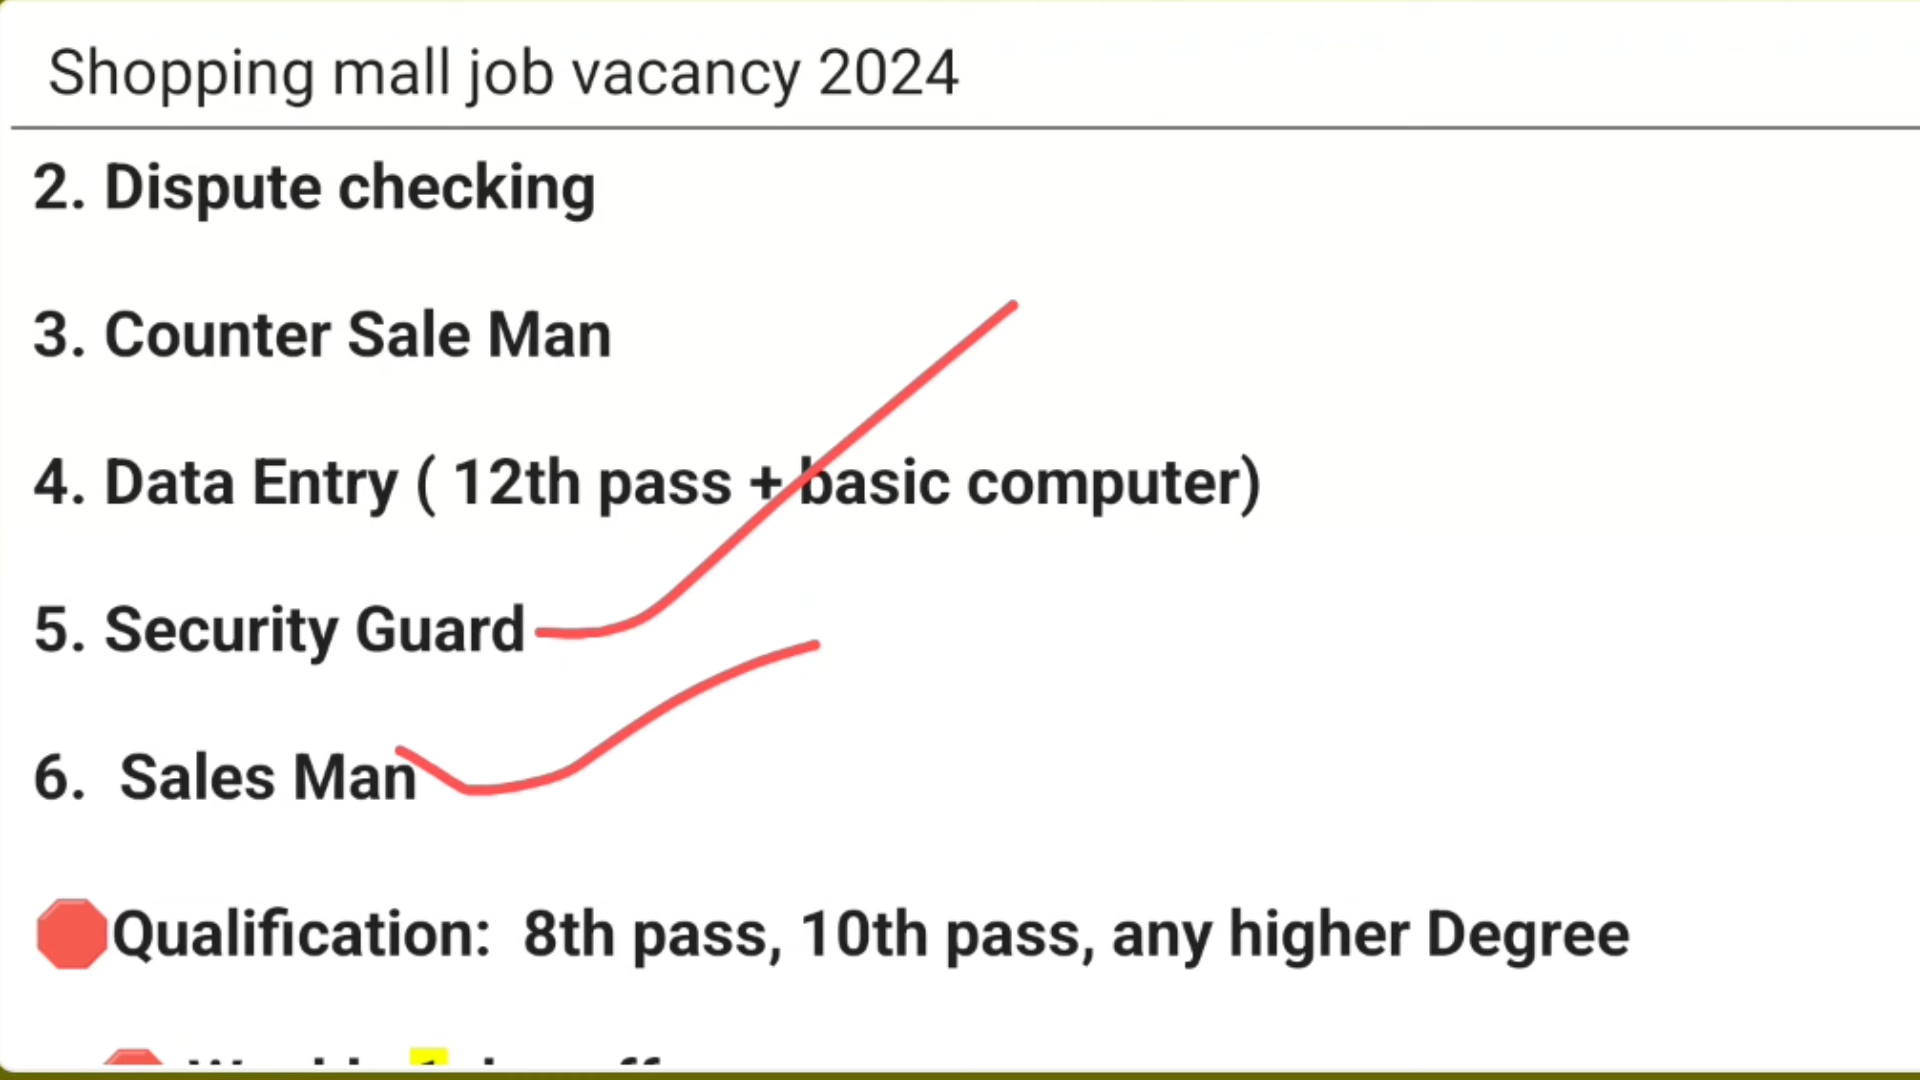 Shopping mall job vacancy 2024
2. Dispute checking
3. Counter Sale Man
4. Data Entry ( 12th pass + basic computer)
5. Security Guard
6. Sales Man
Qualification: 8th pass, 10th pass, any higher Degree